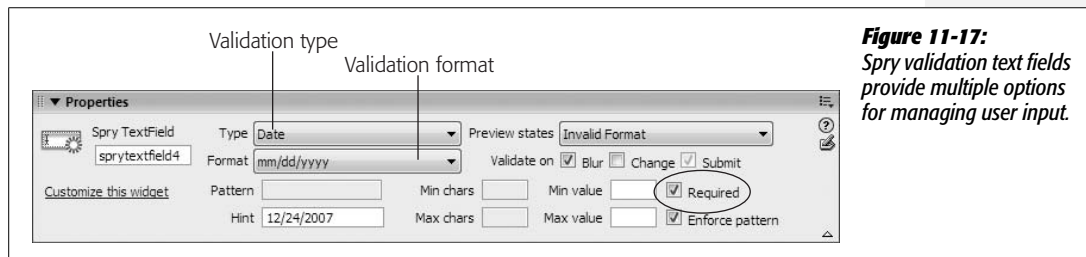 Validation type
Validation format
Properties
Spry TextField
sprytextfield4
Customize this widget
Type Date
Preview states Invalid Format
Format mm/dd/yyyy
Validate on Blur Change Submit
Pattern
Min chars
Min value
Required
Hint 12/24/2007
Max chars
Max value
Enforce pattern
Figure 11-17:
Spry validation text fields
provide multiple options
for managing user input.